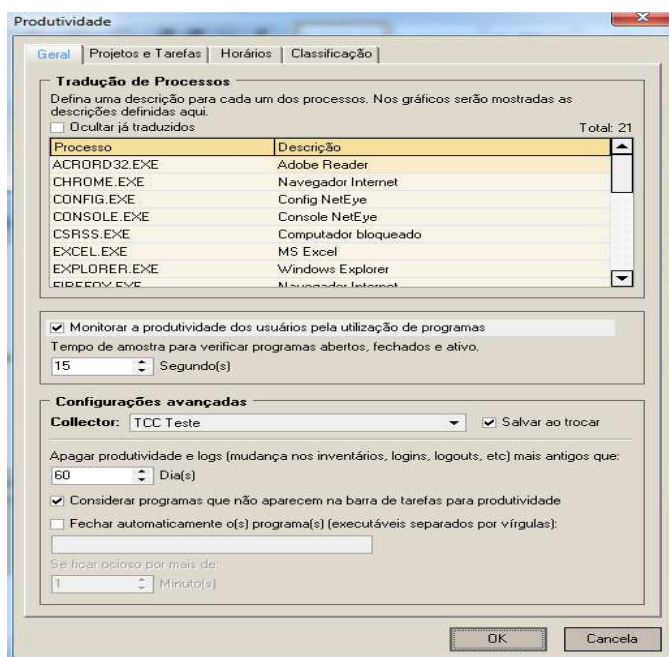 Produtividade
Geral Projetos e Tarefas Horários Classificação
Tradução de Processos
Defina uma descrição para cada um dos processos. Nos gráficos serão mostradas as
descrições definidas aqui.
Ocultar já traduzidos Total: 21
Processo Descrição
ACRORD32.EXE Adobe Reader
CHROME.EXE Navegador Internet
CONFIG.EXE Config NetEye
CONSOLE.EXE Console NetEye
CSRSS.EXE Computador bloqueado
EXCEL.EXE MS Excel
EXPLORER.EXE Windows Explorer
FIREFOX.EXE Navegador Internet
Monitorar a produtividade dos usuários pela utilização de programas
Tempo de amostra para verificar programas abertos, fechados e ativo.
15 Segundo(s)
Configurações avançadas
Collector: TCC Teste Salvar ao trocar
Apagar produtividade e logs (mudança nos inventários, logins, logouts, etc) mais antigos que:
60 Dia(s)
Considerar programas que não aparecem na barra de tarefas para produtividade
Fechar automaticamente o(s) programa(s) (executáveis separados por vírgulas):
Se ficar ocioso por mais de:
1 Minuto(s)
OK Cancela